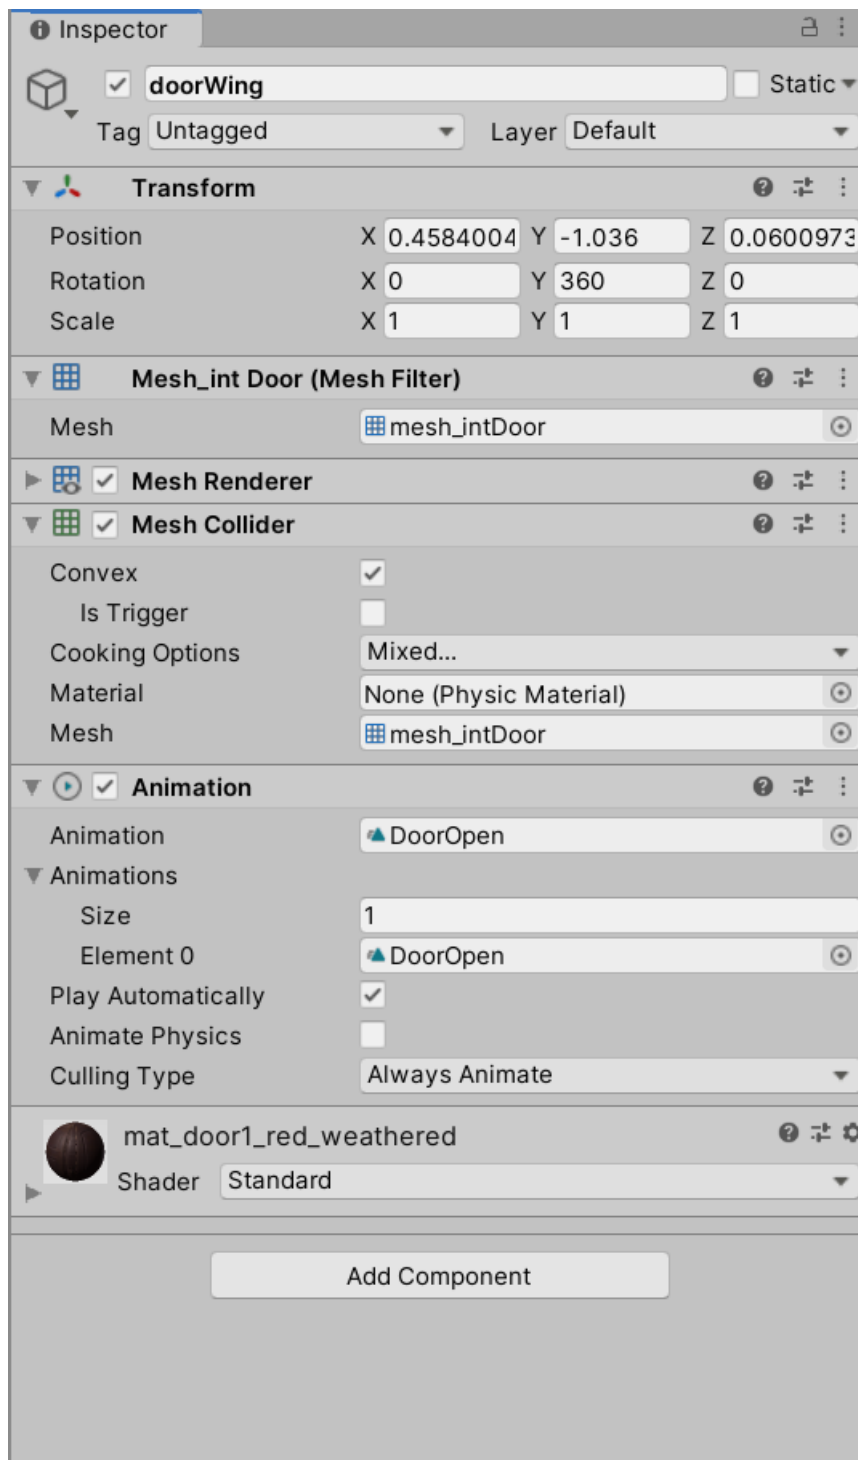 Inspector
doorWing Static
Tag Untagged Layer Default
Transform
Position X 0.4584004 Y -1.036 Z 0.0600973
Rotation X 0 Y 360 Z 0
Scale X 1 Y 1 Z 1
Mesh_int Door (Mesh Filter)
Mesh mesh_intDoor
Mesh Renderer
Mesh Collider
Convex
Is Trigger
Cooking Options Mixed...
Material None (Physic Material)
Mesh mesh_intDoor
Animation
Animation DoorOpen
Animations
Size 1
Element 0 DoorOpen
Play Automatically
Animate Physics
Culling Type Always Animate
mat_door1_red_weathered
Shader Standard
Add Component